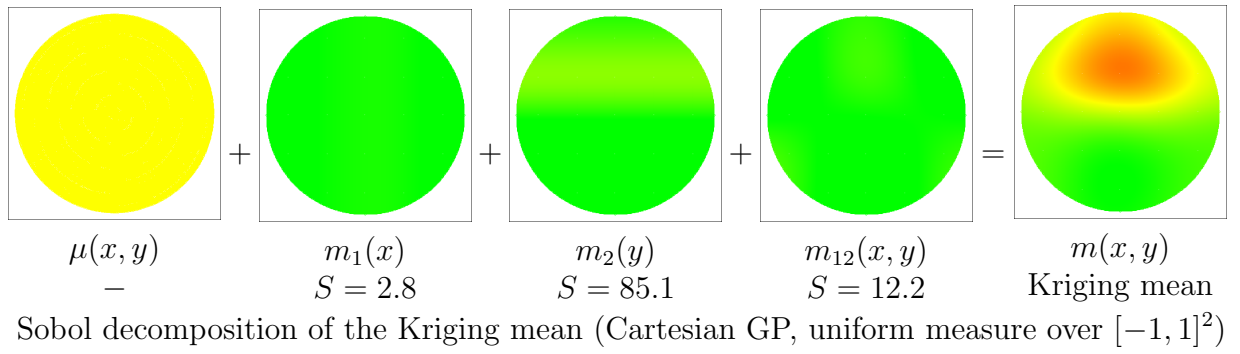 + + + =
μ(x, y) m₁(x) m₂(y) m₁₂(x, y) m(x, y)
− S = 2.8 S = 85.1 S = 12.2 Kriging mean
Sobol decomposition of the Kriging mean (Cartesian GP, uniform measure over [−1, 1]²)